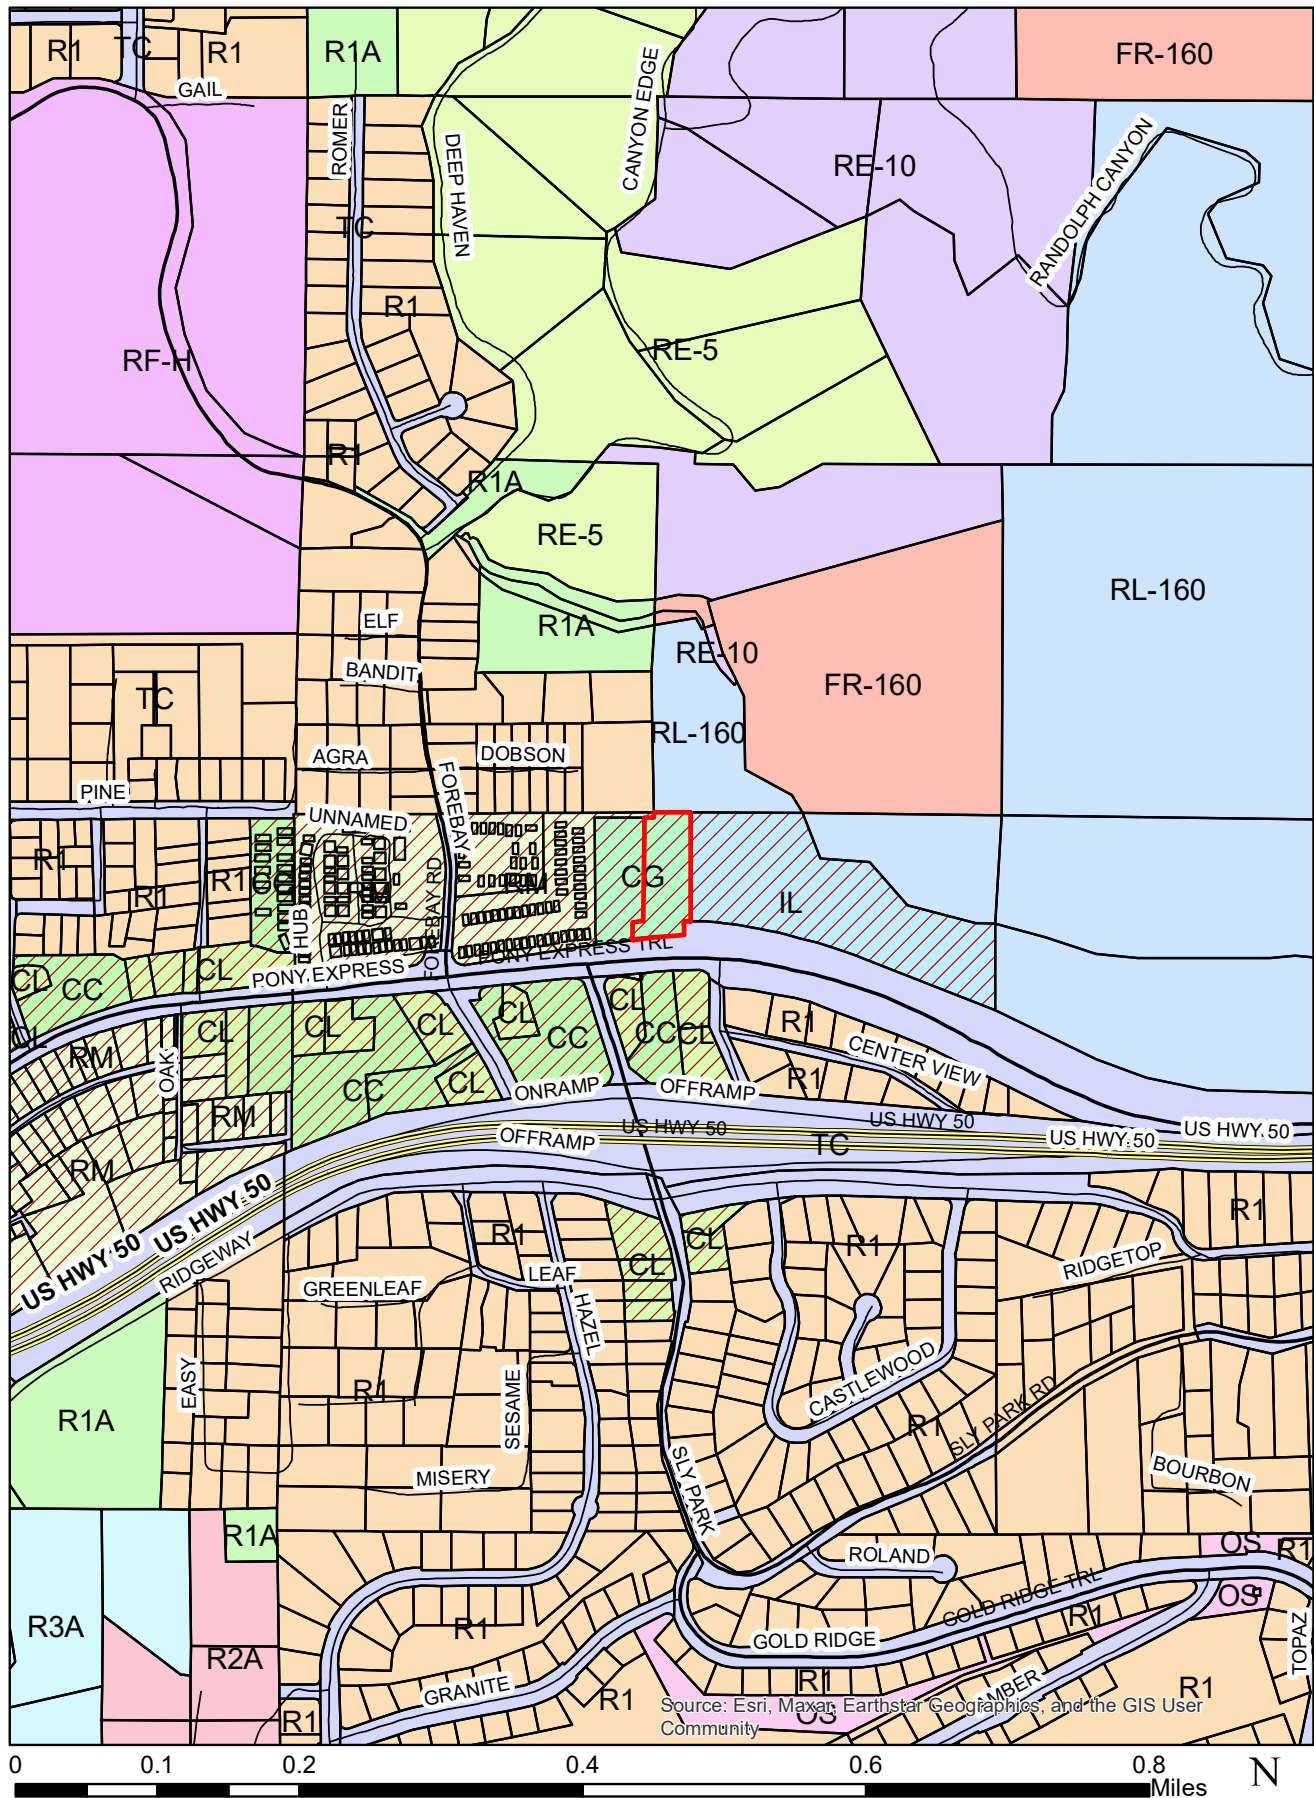 R1
TC
R1
R1A
FR-160
GAIL
ROMER
DEEP HAVEN
CANYON EDGE
RE-10
RANDOLPH CANYON
TC
R1
RF-H
RE-5
R1
R1A
RE-5
RL-160
ELF
R1A
RE-10
BANDIT
TC
FR-160
RL-160
AGRA
DOBSON
FOREBAY
PINE
UNNAMED
R1
R1
R1
RM
RM
CG
IL
HUB
FOREBAY RD
PONY EXPRESS TRL
PONY EXPRESS
CL
CC
CL
CL
CL
CL
CL
CL
CC
CL
CC
CL
R1
RM
OAK
CC
CL
R1
CENTER VIEW
ONRAMP
OFFRAMP
RM
US HWY 50
US HWY 50
US HWY 50
US HWY 50
OFFRAMP
TC
RM
US HWY 50
US HWY 50
RIDGEWAY
R1
CL
CL
R1
R1
RIDGETOP
GREENLEAF
LEAF
HAZEL
EASY
R1
SESAME
CASTLEWOOD
R1
SLY PARK RD
R1A
MISERY
SLY PARK
BOURBON
R1A
ROLAND
OS
R1
R3A
R2A
R1
GOLD RIDGE TRL
R1
OS
GOLD RIDGE
TOPAZ
GRANITE
R1
R1
AMBER
R1
R1
OS
Source: Esri, Maxar, Earthstar Geographics, and the GIS User
Community
0 0.1 0.2 0.4 0.6 0.8
Miles
N